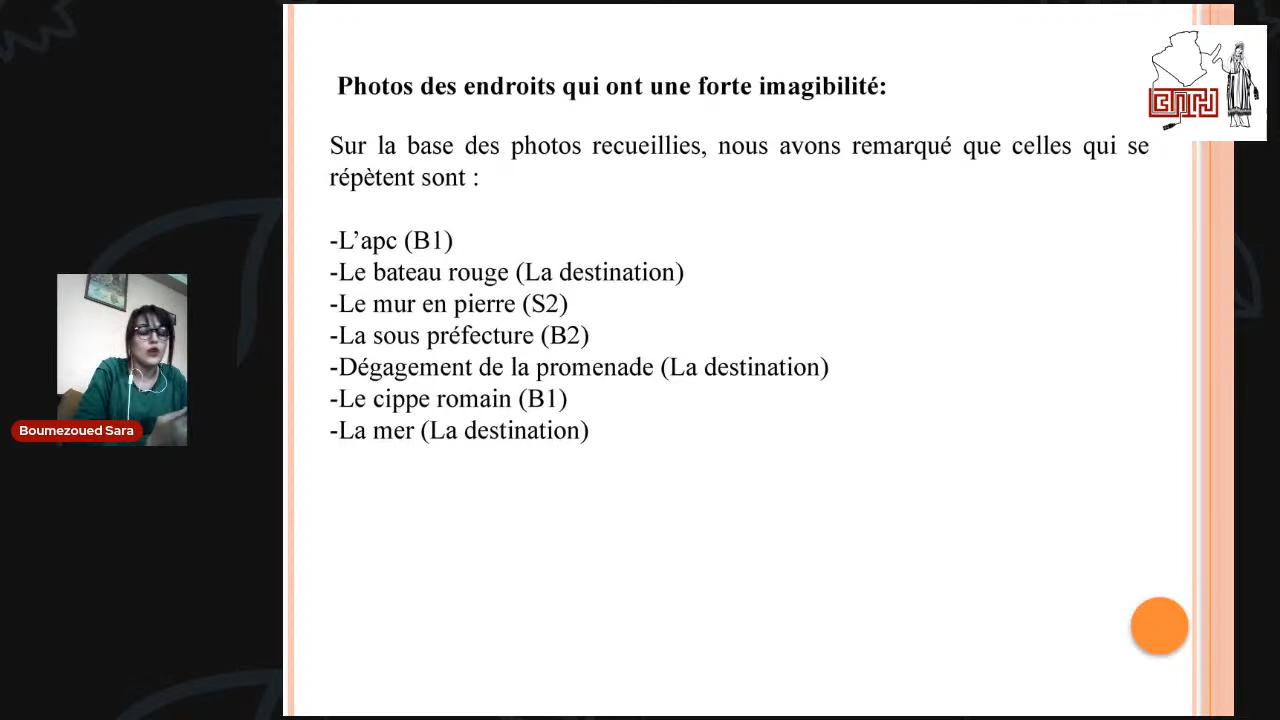 Photos des endroits qui ont une forte imagibilité:
Sur la base des photos recueillies, nous avons remarqué que celles qui se
répètent sont :
-L’apc (B1)
-Le bateau rouge (La destination)
-Le mur en pierre (S2)
-La sous préfecture (B2)
-Dégagement de la promenade (La destination)
-Le cippe romain (B1)
-La mer (La destination)
Boumezoued Sara